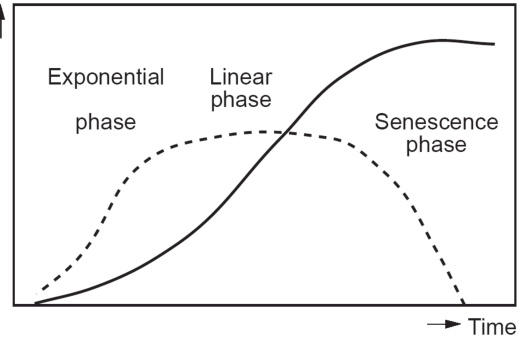 Exponential
phase
Linear
phase
Senescence
phase
Time